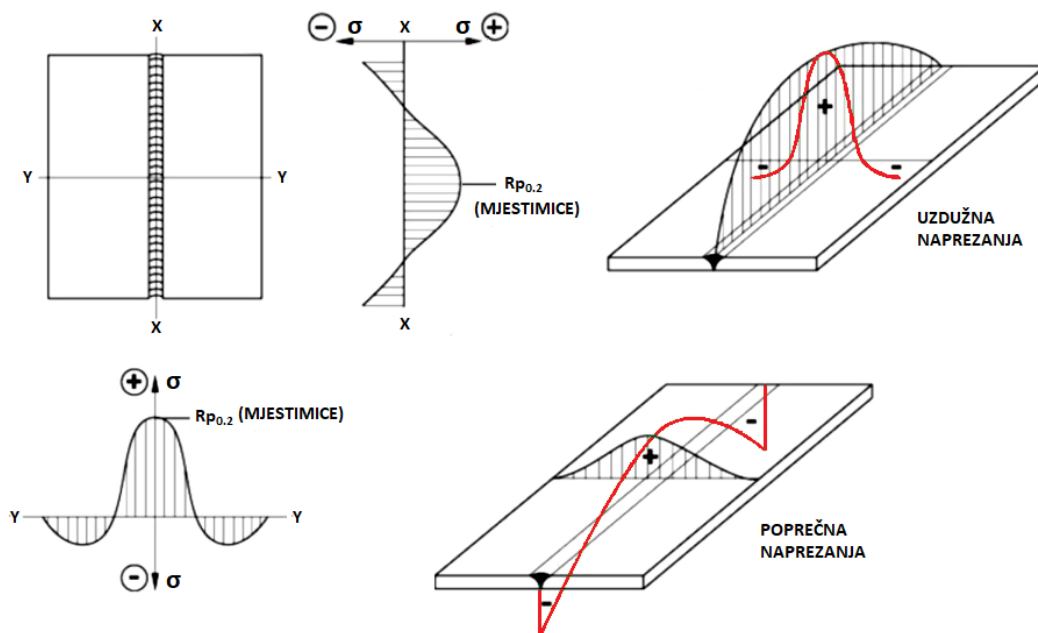 X
Y
Y
X
⊖ σ
X
σ ⊕
Rp0.2
(MJESTIMICE)
X
+
-
-
UZDUŽNA
NAPREZANJA
⊕ σ
Rp0.2 (MJESTIMICE)
Y
Y
⊖ σ
+
-
-
POPREČNA
NAPREZANJA